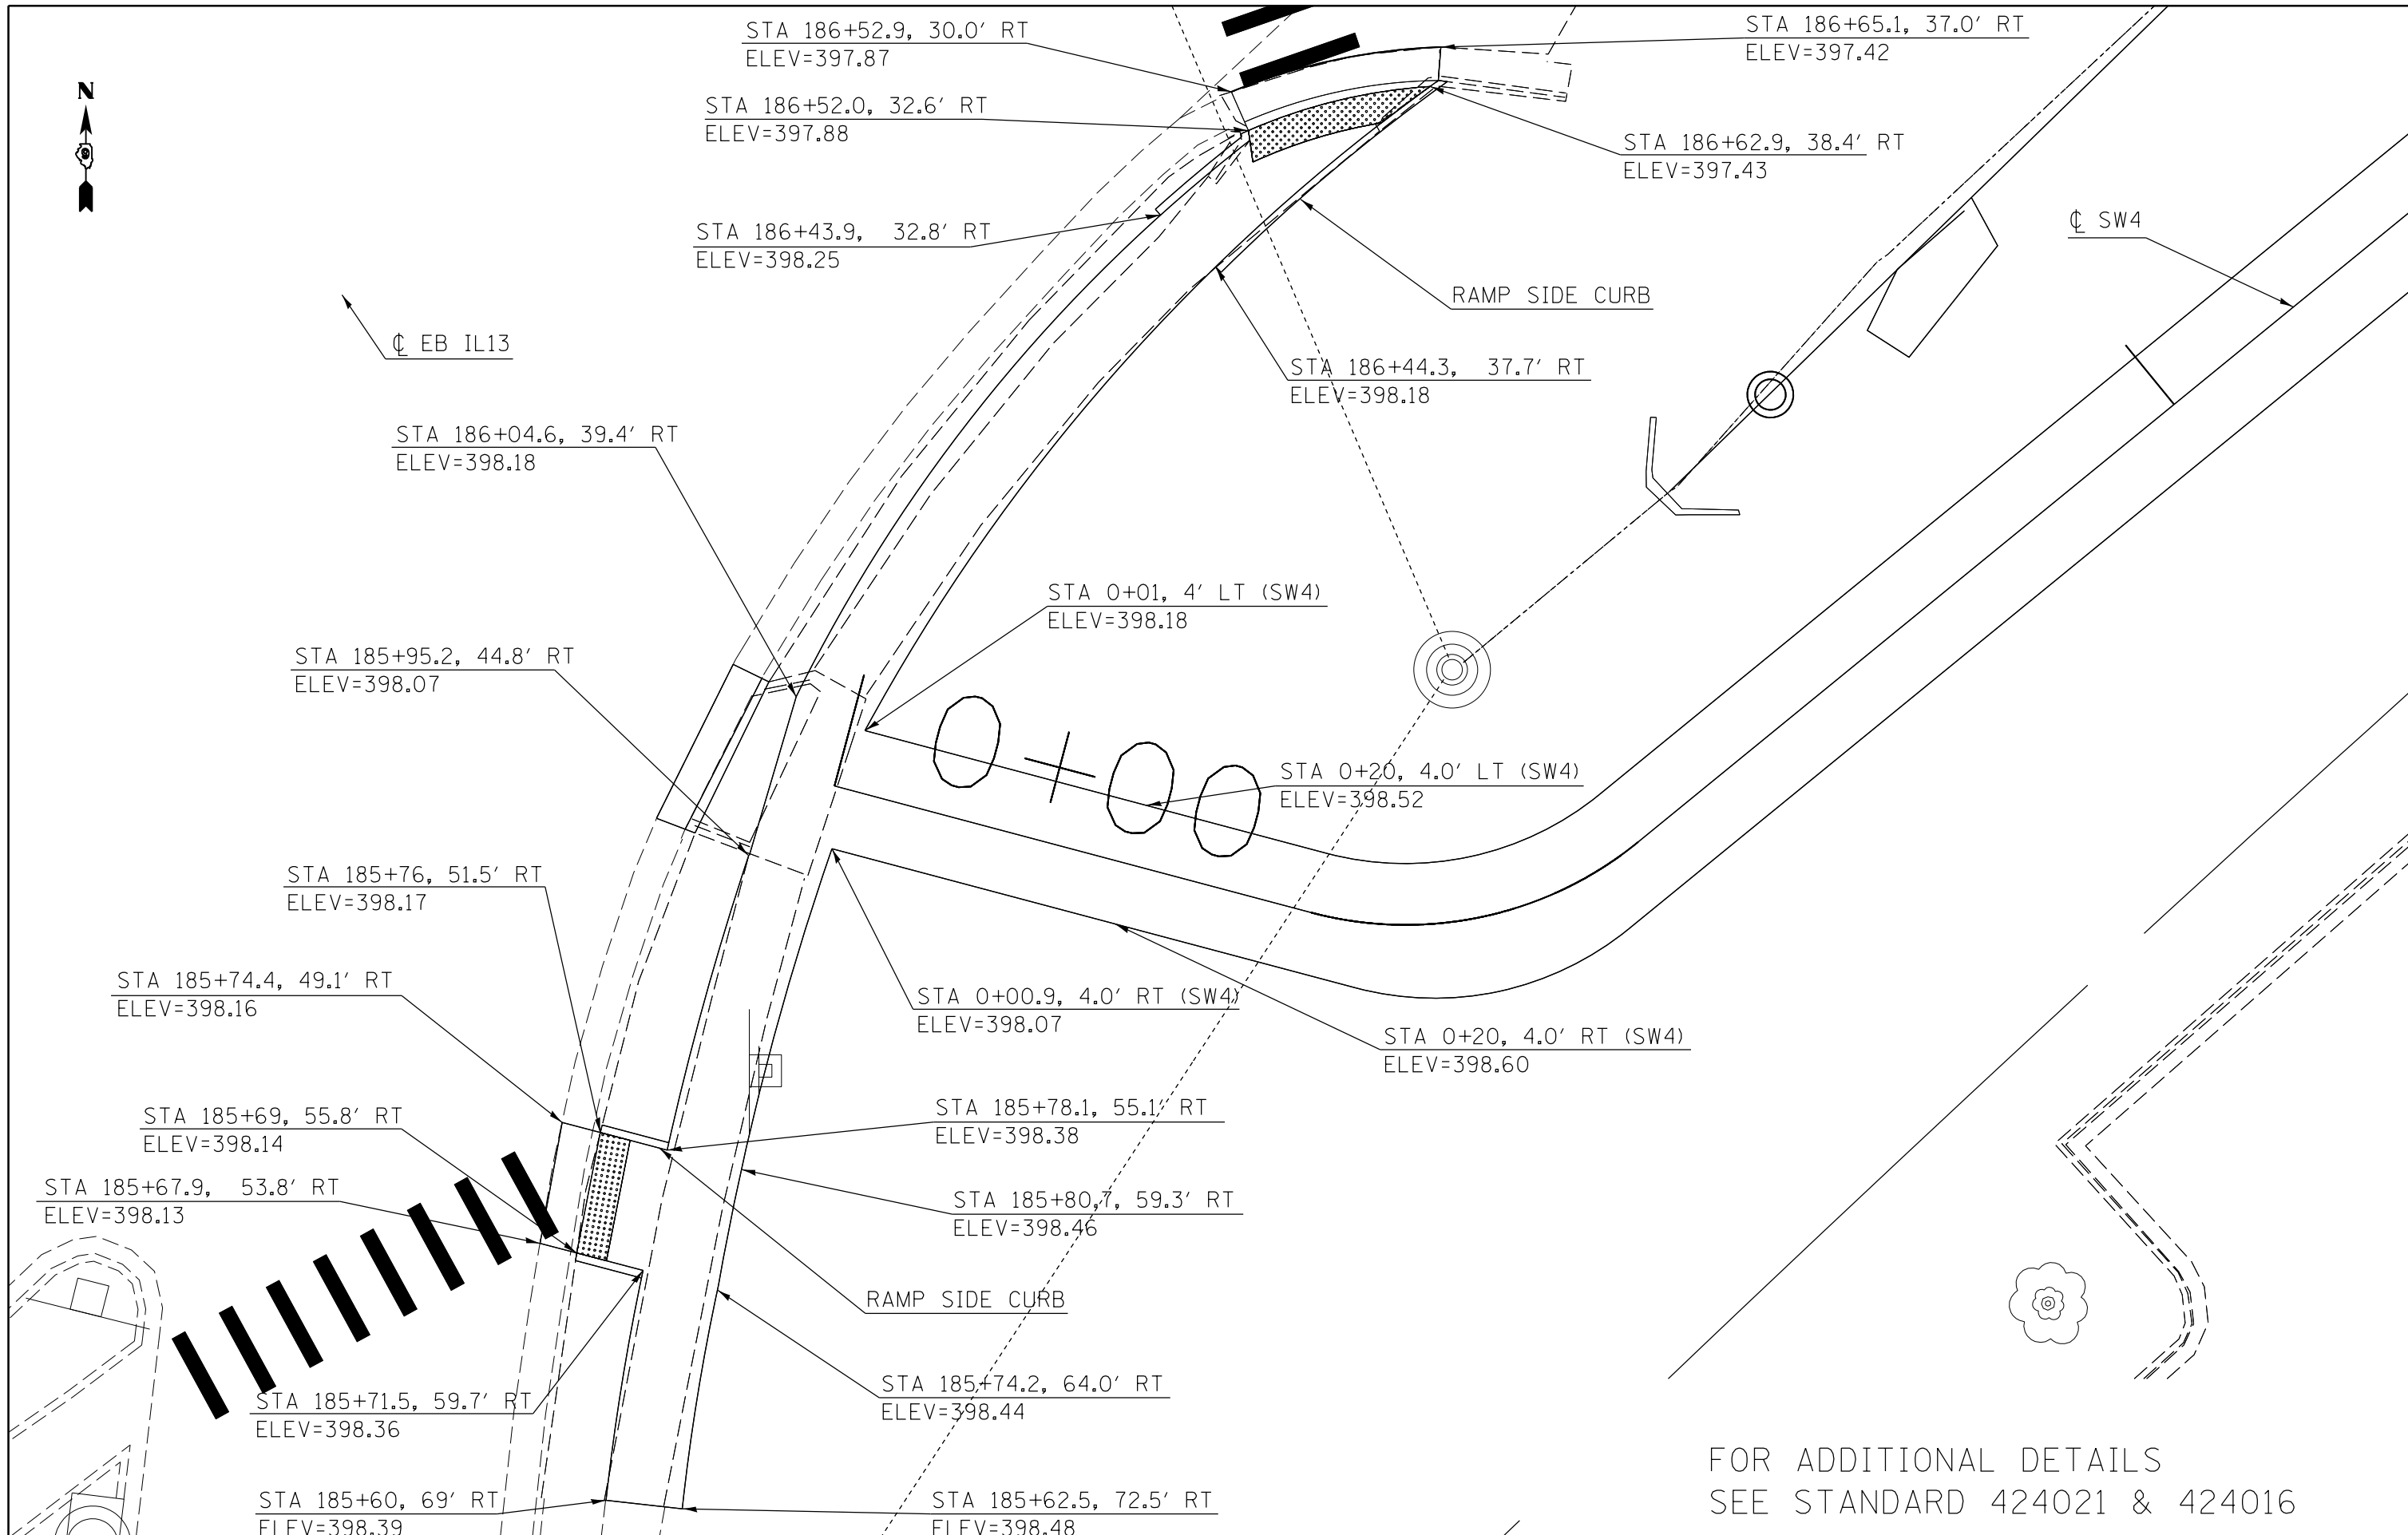 STA 186+52.9, 30.0' RT
ELEV=397.87
STA 186+65.1, 37.0' RT
ELEV=397.42
N
STA 186+52.0, 32.6' RT
ELEV=397.88
STA 186+62.9, 38.4' RT
ELEV=397.43
STA 186+43.9, 32.8' RT
ELEV=398.25
℄ SW4
RAMP SIDE CURB
℄ EB IL13
STA 186+44.3, 37.7' RT
ELEV=398.18
STA 186+04.6, 39.4' RT
ELEV=398.18
STA 0+01, 4' LT (SW4)
ELEV=398.18
STA 185+95.2, 44.8' RT
ELEV=398.07
0+00
STA 0+20, 4.0' LT (SW4)
ELEV=398.52
STA 185+76, 51.5' RT
ELEV=398.17
STA 185+74.4, 49.1' RT
ELEV=398.16
STA 0+00.9, 4.0' RT (SW4)
ELEV=398.07
STA 0+20, 4.0' RT (SW4)
ELEV=398.60
STA 185+69, 55.8' RT
ELEV=398.14
STA 185+78.1, 55.1' RT
ELEV=398.38
STA 185+67.9, 53.8' RT
ELEV=398.13
STA 185+80.7, 59.3' RT
ELEV=398.46
RAMP SIDE CURB
STA 185+71.5, 59.7' RT
ELEV=398.36
STA 185+74.2, 64.0' RT
ELEV=398.44
FOR ADDITIONAL DETAILS
SEE STANDARD 424021 & 424016
STA 185+60, 69' RT
ELEV=398.39
STA 185+62.5, 72.5' RT
ELEV=398.48